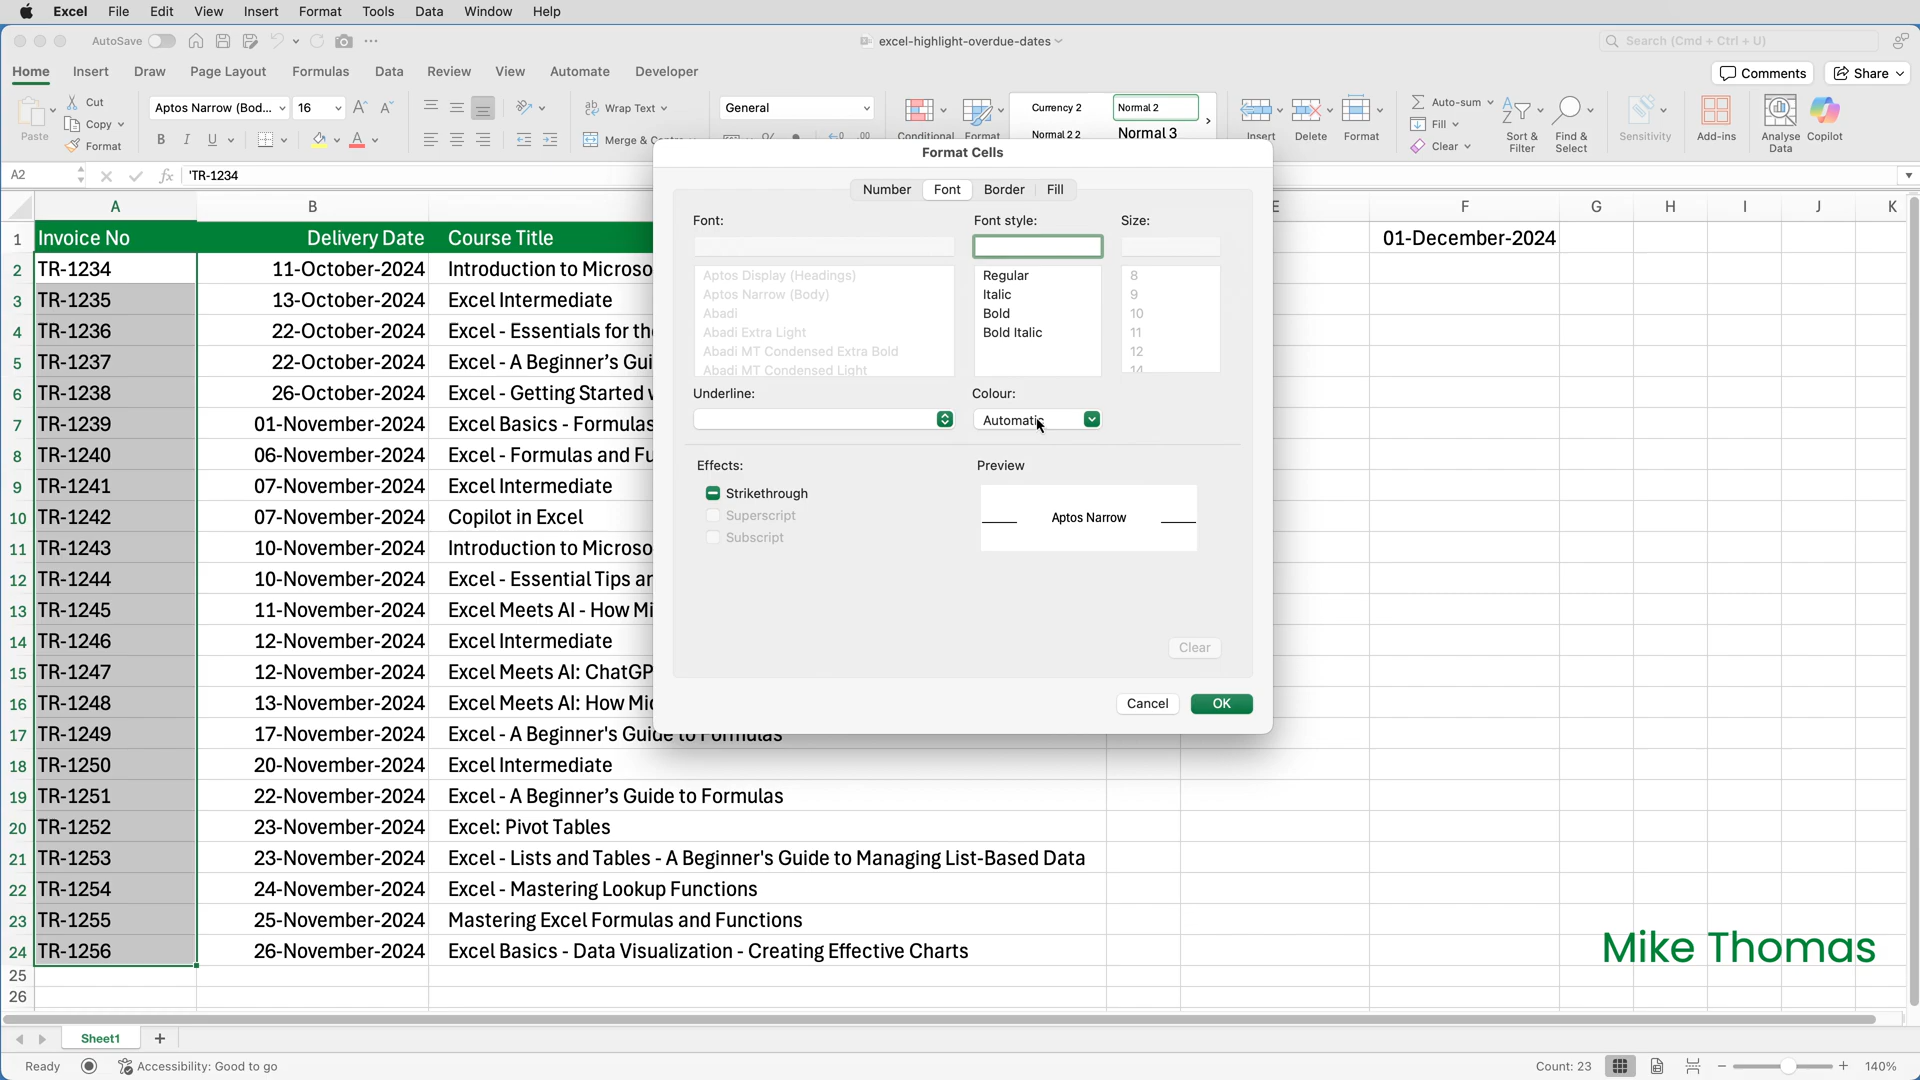 Excel File Edit View Insert Format Tools Data Window Help
AutoSave excel-highlight-overdue-dates Search (Cmd + Ctrl + U)
Home Insert Draw Page Layout Formulas Data Review View Automate Developer Comments Share
Paste
Cut
Copy
Format
Aptos Narrow (Bod... 16
B I U
Wrap Text
General
Conditional
Format
Currency 2 Normal 2
Normal 2 2 Normal 3
Insert Delete Format
Auto-sum
Fill
Clear
Sort &
Filter
Find &
Select
Sensitivity
Add-ins
Analyse
Data
Copilot
A2 fx 'TR-1234
A B E F G H I J K
1 Invoice No Delivery Date Course Title 01-December-2024
2 TR-1234 11-October-2024 Introduction to Microso
3 TR-1235 13-October-2024 Excel Intermediate
4 TR-1236 22-October-2024 Excel - Essentials for the
5 TR-1237 22-October-2024 Excel - A Beginner’s Gui
6 TR-1238 26-October-2024 Excel - Getting Started
7 TR-1239 01-November-2024 Excel Basics - Formulas
8 TR-1240 06-November-2024 Excel - Formulas and Fu
9 TR-1241 07-November-2024 Excel Intermediate
10 TR-1242 07-November-2024 Copilot in Excel
11 TR-1243 10-November-2024 Introduction to Microso
12 TR-1244 10-November-2024 Excel - Essential Tips an
13 TR-1245 11-November-2024 Excel Meets AI - How Mi
14 TR-1246 12-November-2024 Excel Intermediate
15 TR-1247 12-November-2024 Excel Meets AI: ChatGP
16 TR-1248 13-November-2024 Excel Meets AI: How Mic
17 TR-1249 17-November-2024 Excel - A Beginner's Guide to Formulas
18 TR-1250 20-November-2024 Excel Intermediate
19 TR-1251 22-November-2024 Excel - A Beginner’s Guide to Formulas
20 TR-1252 23-November-2024 Excel: Pivot Tables
21 TR-1253 23-November-2024 Excel - Lists and Tables - A Beginner's Guide to Managing List-Based Data
22 TR-1254 24-November-2024 Excel - Mastering Lookup Functions
23 TR-1255 25-November-2024 Mastering Excel Formulas and Functions
24 TR-1256 26-November-2024 Excel Basics - Data Visualization - Creating Effective Charts
25
26
Format Cells
Number Font Border Fill
Font: Font style: Size:
Aptos Display (Headings) Regular 8
Aptos Narrow (Body) Italic 9
Abadi Bold 10
Abadi Extra Light Bold Italic 11
Abadi MT Condensed Extra Bold 12
Abadi MT Condensed Light 14
Underline: Colour:
Automatic
Effects: Preview
Strikethrough
Superscript Aptos Narrow
Subscript
Clear
Cancel OK
Mike Thomas
Sheet1
Ready Accessibility: Good to go Count: 23 140%